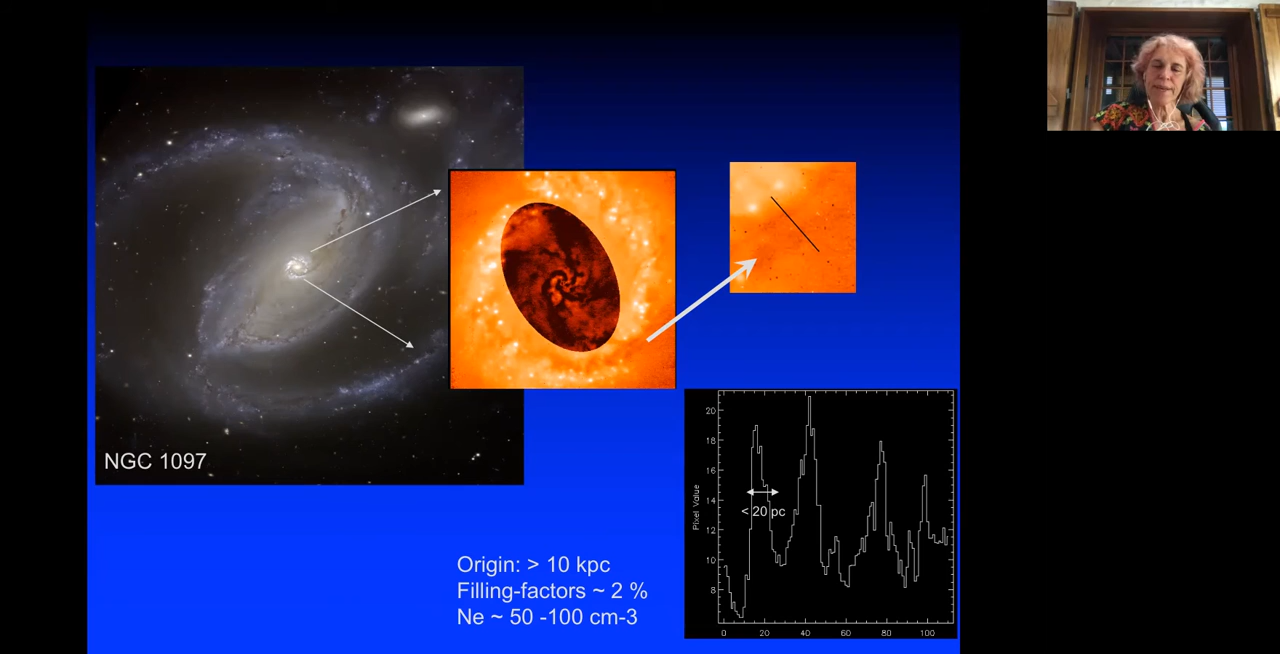 NGC 1097
Origin: > 10 kpc
Filling-factors ~ 2 %
Ne ~ 50 -100 cm-3
Pixel Value
20
18
16
14
12
10
8
< 20 pc
0 20 40 60 80 100